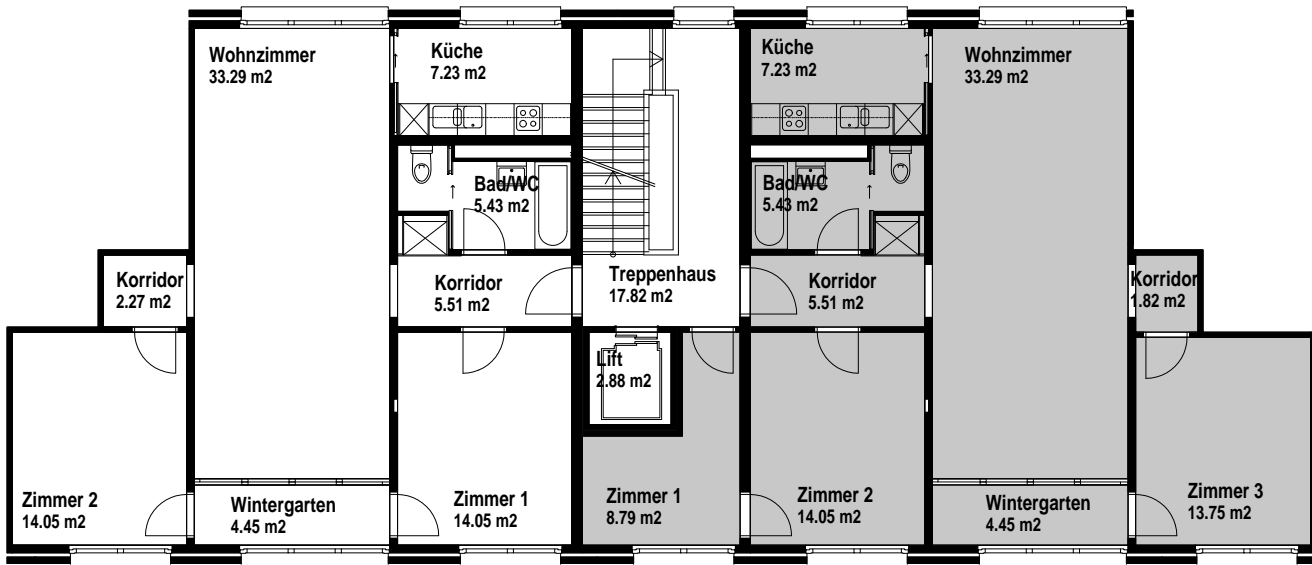 Wohnzimmer
33.29 m2
Küche
7.23 m2
Küche
7.23 m2
Wohnzimmer
33.29 m2
Bad/WC
5.43 m2
Bad/WC
5.43 m2
Korridor
2.27 m2
Korridor
5.51 m2
Treppenhaus
17.82 m2
Korridor
5.51 m2
Korridor
1.82 m2
Lift
2.88 m2
Zimmer 2
14.05 m2
Wintergarten
4.45 m2
Zimmer 1
14.05 m2
Zimmer 1
8.79 m2
Zimmer 2
14.05 m2
Wintergarten
4.45 m2
Zimmer 3
13.75 m2